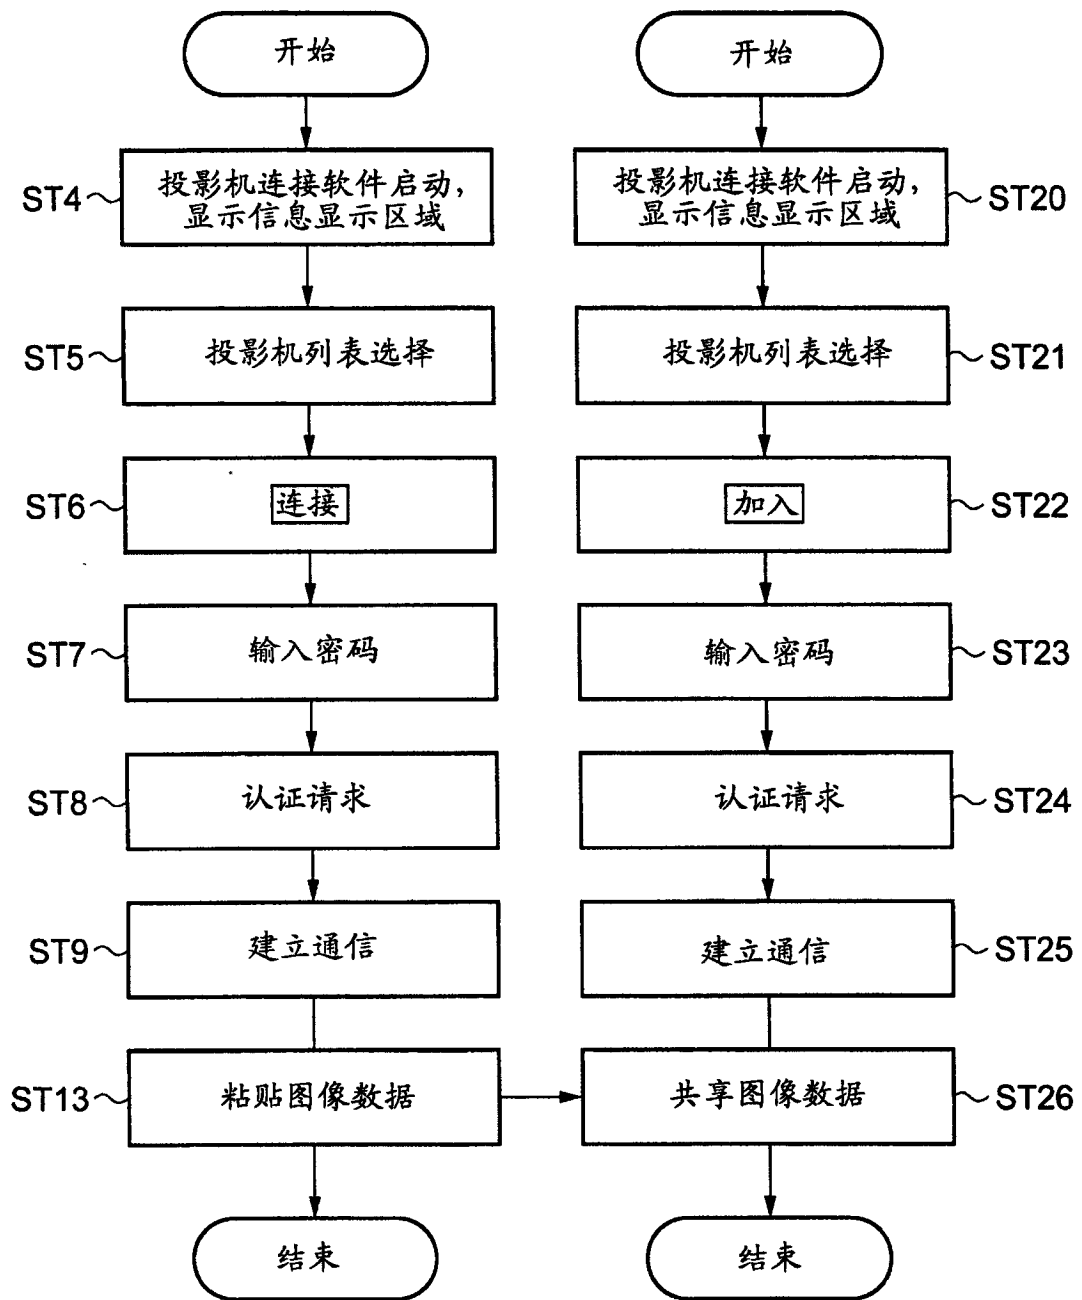 开始
ST4
投影机连接软件启动，
显示信息显示区域
ST5
投影机列表选择
ST6
连接
ST7
输入密码
ST8
认证请求
ST9
建立通信
ST13
粘贴图像数据
结束
开始
投影机连接软件启动，
显示信息显示区域
ST20
投影机列表选择
ST21
加入
ST22
输入密码
ST23
认证请求
ST24
建立通信
ST25
共享图像数据
ST26
结束